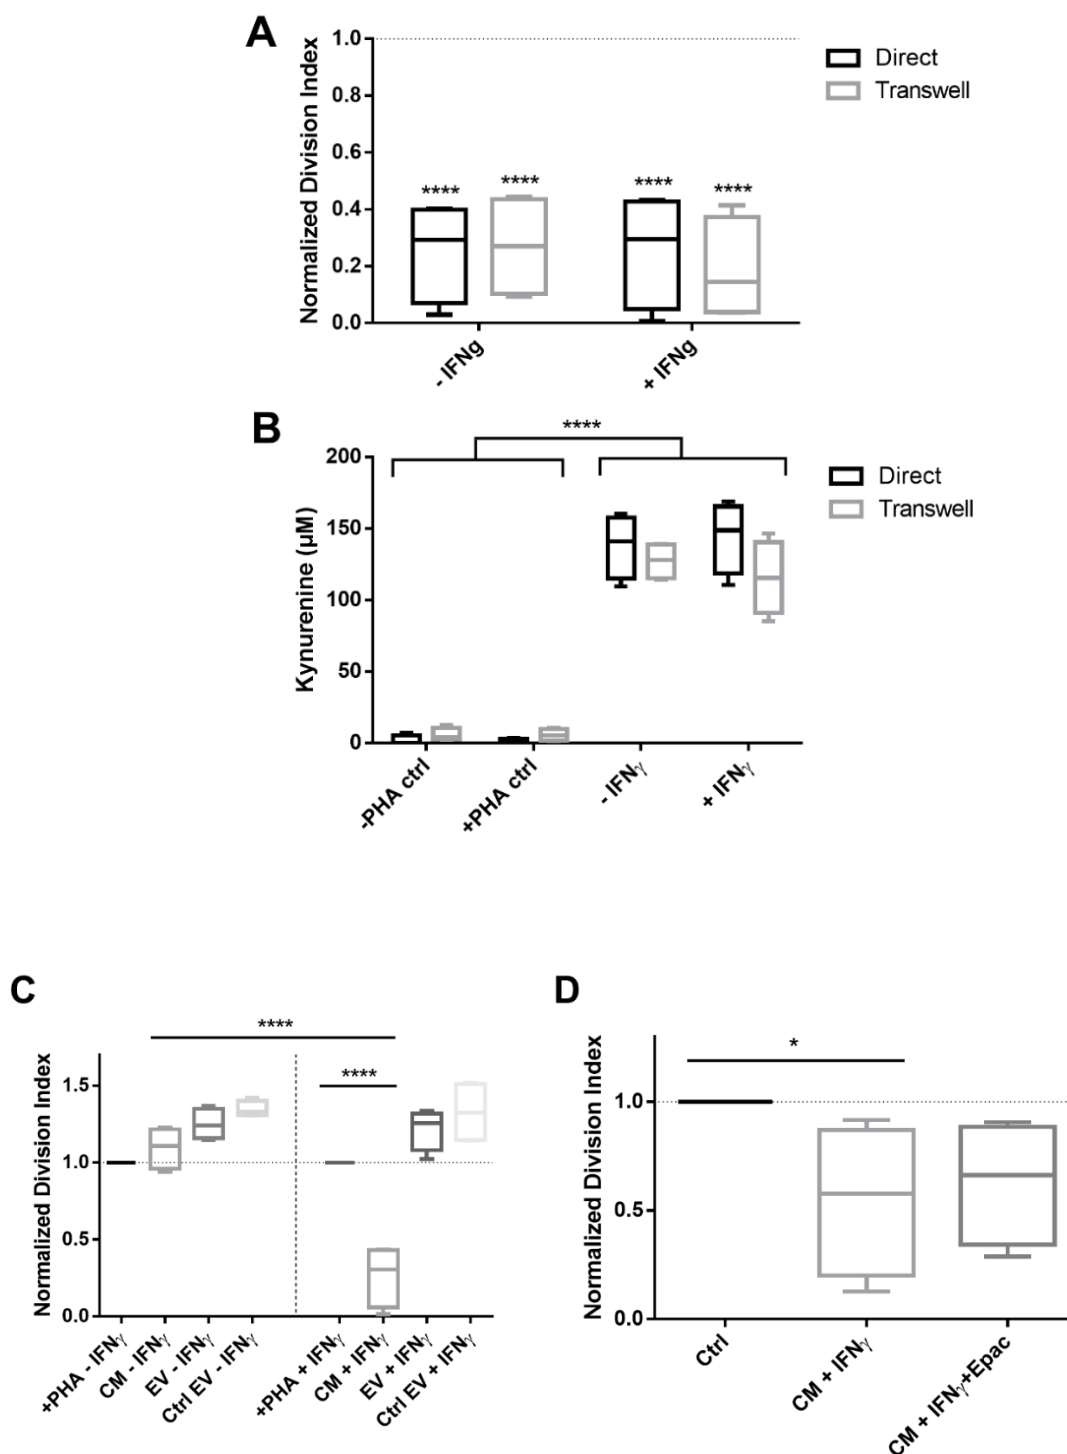 A
Normalized Division Index
1.0
0.8
0.6
0.4
0.2
0.0
**** **** **** ****
- IFNg
+ IFNg
Direct
Transwell
B
****
Kynurenine (µM)
200
150
100
50
0
-PHA ctrl
+PHA ctrl
- IFNγ
+ IFNγ
Direct
Transwell
C
****
****
Normalized Division Index
1.5
1.0
0.5
0.0
+PHA - IFNγ
CM - IFNγ
EV - IFNγ
Ctrl EV - IFNγ
+PHA + IFNγ
CM + IFNγ
EV + IFNγ
Ctrl EV + IFNγ
D
*
Normalized Division Index
1.0
0.5
0.0
Ctrl
CM + IFNγ
CM + IFNγ+Epac